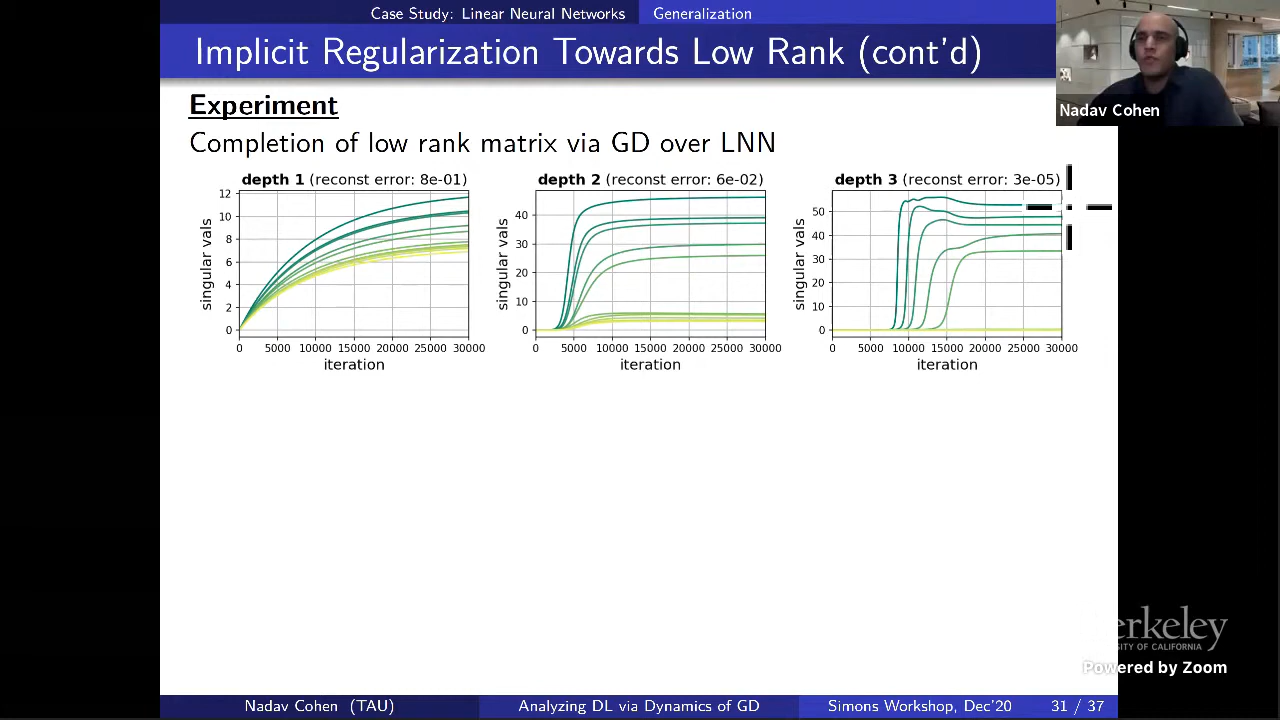 Case Study: Linear Neural Networks Generalization
Implicit Regularization Towards Low Rank (cont'd)
Nadav Cohen
Experiment
Completion of low rank matrix via GD over LNN
depth 1 (reconst error: 8e-01)
12
10
8
6
4
2
0
singular vals
0 5000 10000 15000 20000 25000 30000
iteration
depth 2 (reconst error: 6e-02)
40
30
20
10
0
singular vals
0 5000 10000 15000 20000 25000 30000
iteration
depth 3 (reconst error: 3e-05)
50
40
30
20
10
0
singular vals
0 5000 10000 15000 20000 25000 30000
iteration
erkeley
SITY OF CALIFORNIA
Powered by Zoom
Nadav Cohen (TAU) Analyzing DL via Dynamics of GD Simons Workshop, Dec'20 31 / 37